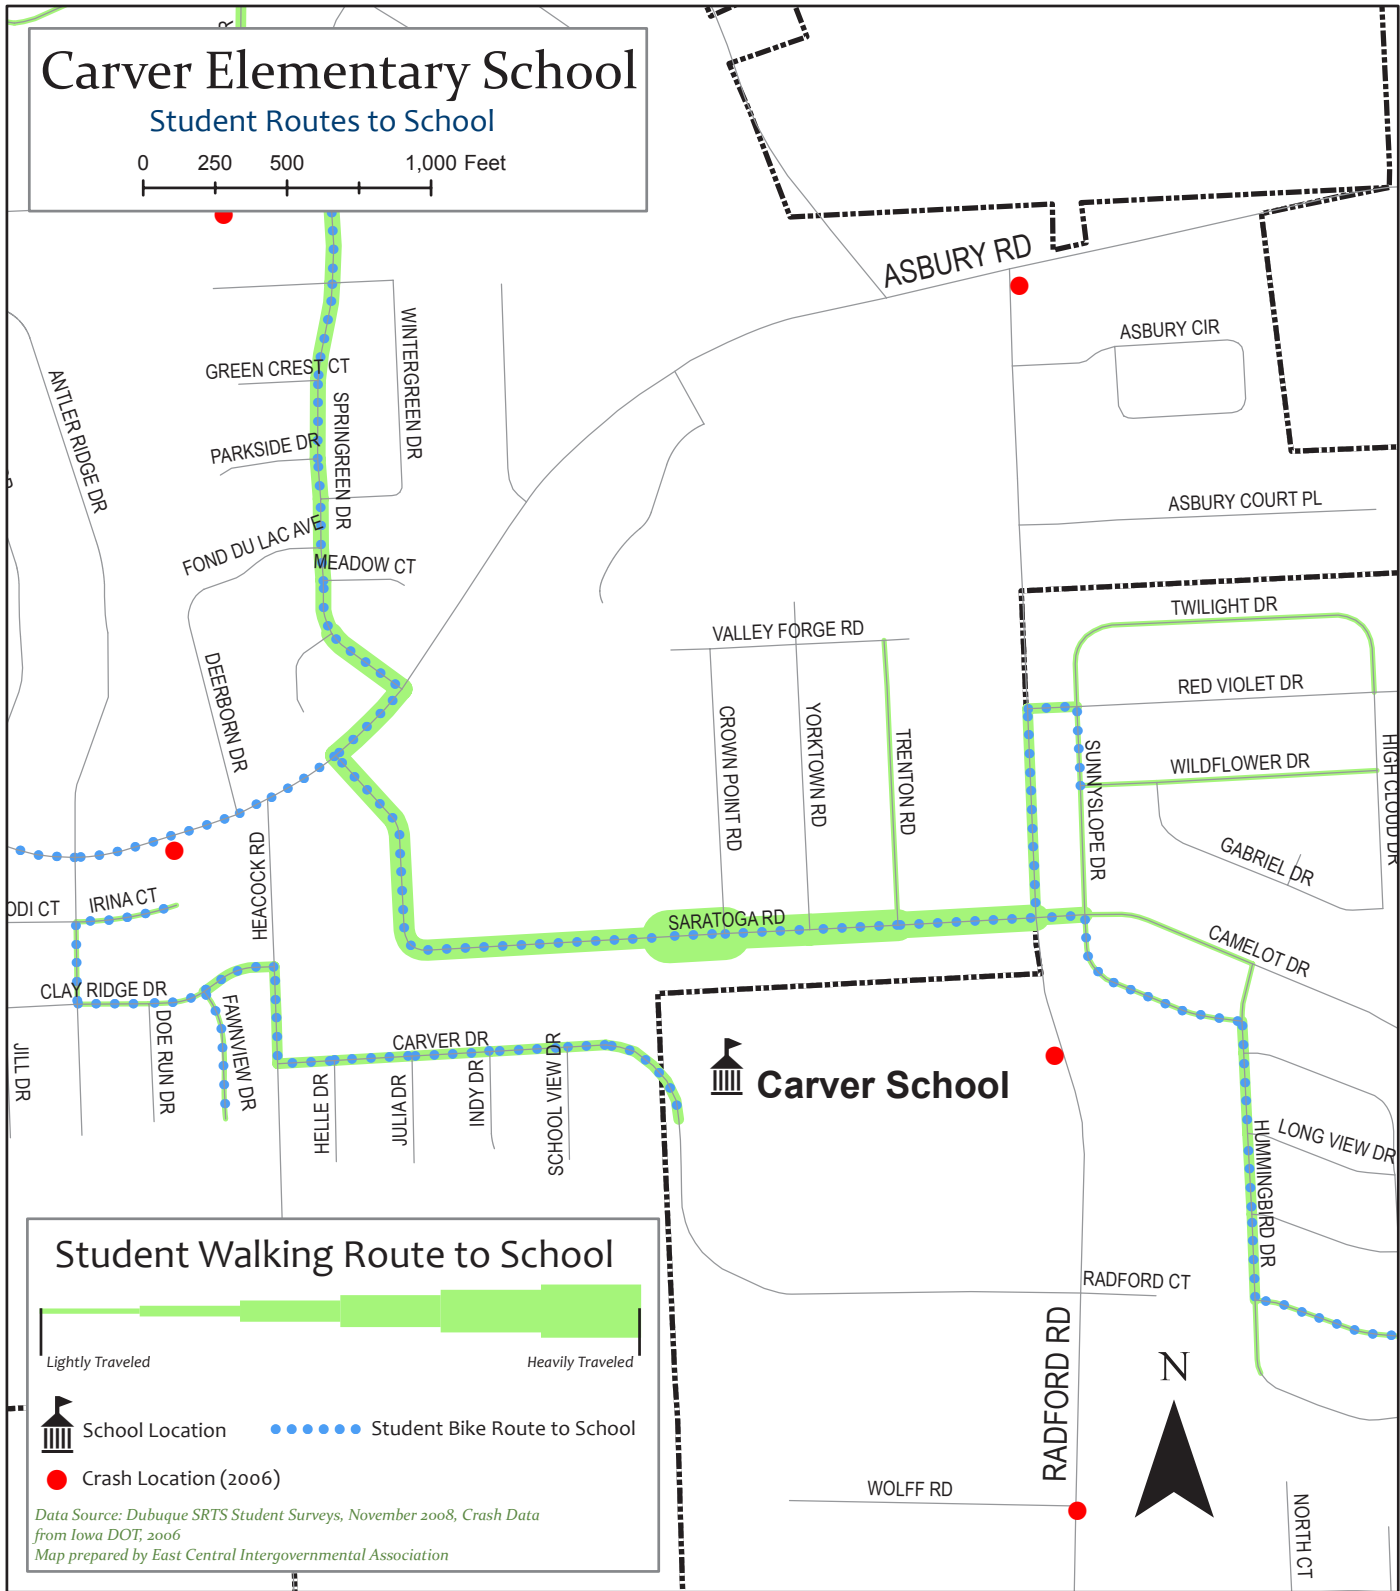 Carver Elementary School
Student Routes to School
0 250 500 1,000 Feet
ASBURY RD
ASBURY CIR
WINTERGREEN DR
GREEN CREST CT
ANTLER RIDGE DR
SPRINGREEN DR
PARKSIDE DR
ASBURY COURT PL
FOND DU LAC AVE
MEADOW CT
TWILIGHT DR
VALLEY FORGE RD
DEERBORN DR
RED VIOLET DR
CROWN POINT RD
YORKTOWN RD
TRENTON RD
SUNNYSLOPE DR
WILDFLOWER DR
HIGH CLOUD DR
HEACOCK RD
GABRIEL DR
ODI CT
IRINA CT
SARATOGA RD
CAMELOT DR
CLAY RIDGE DR
FAWNVIEW DR
DOE RUN DR
JILL DR
CARVER DR
HELLE DR
JULIA DR
INDY DR
SCHOOL VIEW DR
Carver School
LONG VIEW DR
HUMMINGBIRD DR
RADFORD CT
RADFORD RD
WOLFF RD
NORTH CT
N
Student Walking Route to School
Lightly Traveled
Heavily Traveled
School Location
Student Bike Route to School
Crash Location (2006)
Data Source: Dubuque SRTS Student Surveys, November 2008, Crash Data
from Iowa DOT, 2006
Map prepared by East Central Intergovernmental Association